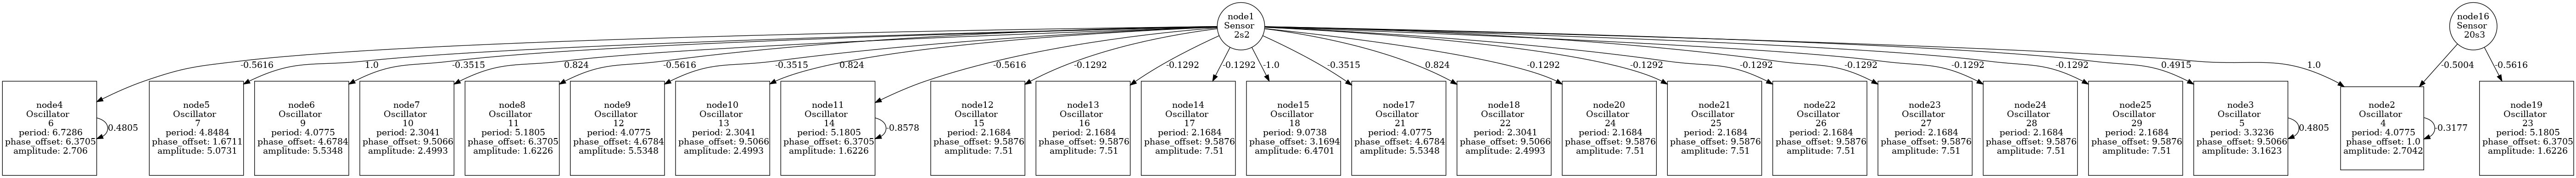 node1
Sensor
2s2
node16
Sensor
20s3
-0.5616
1.0
-0.3515
0.824
-0.5616
-0.3515
0.824
-0.5616
-0.1292
-0.1292
-0.1292
-1.0
-0.3515
0.824
-0.1292
-0.1292
-0.1292
-0.1292
-0.1292
-0.1292
0.4915
1.0
-0.5004
-0.5616
node4
Oscillator
6
period: 6.7286
phase_offset: 6.3705
amplitude: 2.706
0.4805
node5
Oscillator
7
period: 4.8484
phase_offset: 1.6711
amplitude: 5.0731
node6
Oscillator
9
period: 4.0775
phase_offset: 4.6784
amplitude: 5.5348
node7
Oscillator
10
period: 2.3041
phase_offset: 9.5066
amplitude: 2.4993
node8
Oscillator
11
period: 5.1805
phase_offset: 6.3705
amplitude: 1.6226
node9
Oscillator
12
period: 4.0775
phase_offset: 4.6784
amplitude: 5.5348
node10
Oscillator
13
period: 2.3041
phase_offset: 9.5066
amplitude: 2.4993
node11
Oscillator
14
period: 5.1805
phase_offset: 6.3705
amplitude: 1.6226
-0.8578
node12
Oscillator
15
period: 2.1684
phase_offset: 9.5876
amplitude: 7.51
node13
Oscillator
16
period: 2.1684
phase_offset: 9.5876
amplitude: 7.51
node14
Oscillator
17
period: 2.1684
phase_offset: 9.5876
amplitude: 7.51
node15
Oscillator
18
period: 9.0738
phase_offset: 3.1694
amplitude: 6.4701
node17
Oscillator
21
period: 4.0775
phase_offset: 4.6784
amplitude: 5.5348
node18
Oscillator
22
period: 2.3041
phase_offset: 9.5066
amplitude: 2.4993
node20
Oscillator
24
period: 2.1684
phase_offset: 9.5876
amplitude: 7.51
node21
Oscillator
25
period: 2.1684
phase_offset: 9.5876
amplitude: 7.51
node22
Oscillator
26
period: 2.1684
phase_offset: 9.5876
amplitude: 7.51
node23
Oscillator
27
period: 2.1684
phase_offset: 9.5876
amplitude: 7.51
node24
Oscillator
28
period: 2.1684
phase_offset: 9.5876
amplitude: 7.51
node25
Oscillator
29
period: 2.1684
phase_offset: 9.5876
amplitude: 7.51
node3
Oscillator
5
period: 3.3236
phase_offset: 9.5066
amplitude: 3.1623
0.4805
node2
Oscillator
4
period: 4.0775
phase_offset: 1.0
amplitude: 2.7042
-0.3177
node19
Oscillator
23
period: 5.1805
phase_offset: 6.3705
amplitude: 1.6226